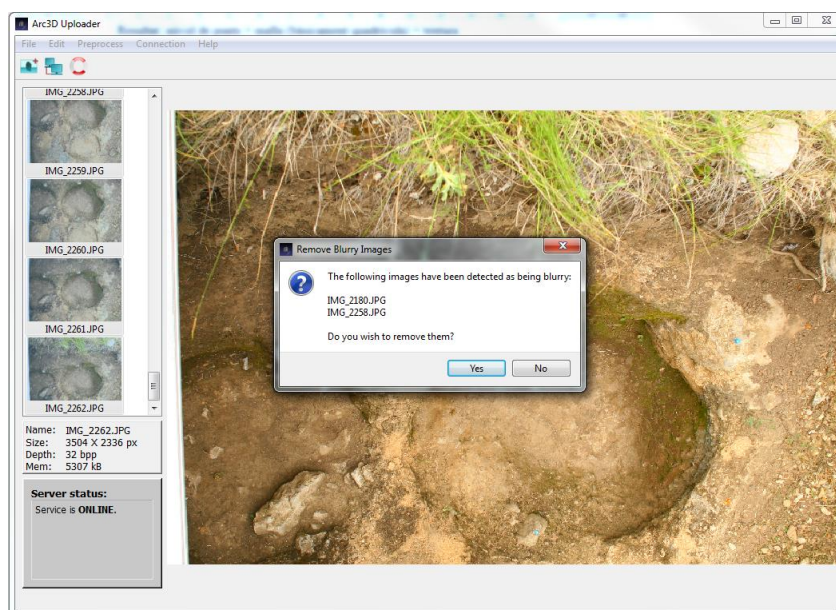 Arc3D Uploader
File Edit Preprocess Connection Help
IMG_2258.JPG
IMG_2259.JPG
IMG_2260.JPG
IMG_2261.JPG
IMG_2262.JPG
Name: IMG_2262.JPG
Size: 3504 X 2336 px
Depth: 32 bpp
Mem: 5307 kB
Server status:
Service is ONLINE.
Remove Blurry Images
The following images have been detected as being blurry:
IMG_2180.JPG
IMG_2258.JPG
Do you wish to remove them?
Yes No